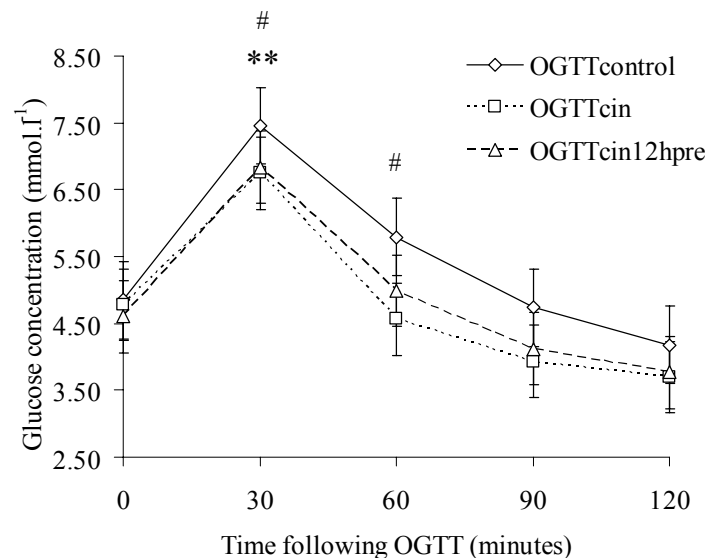 #
8.50
**
OGTTcontrol
7.50
OGTTcin
OGTTcin12hpre
6.50
#
5.50
4.50
3.50
2.50
0 30 60 90 120
Glucose concentration (mmol.l⁻¹)
Time following OGTT (minutes)